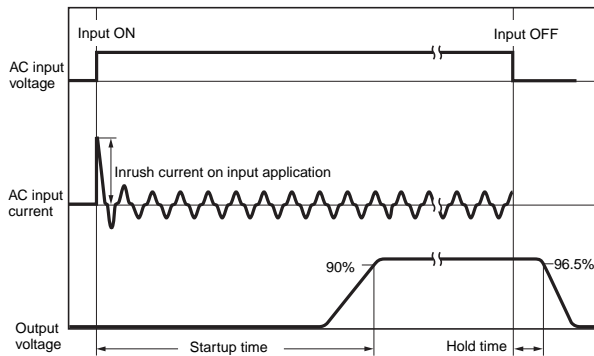 Input ON
Input OFF
AC input
voltage
Inrush current on input application
AC input
current
90%
96.5%
Output
voltage
Startup time
Hold time